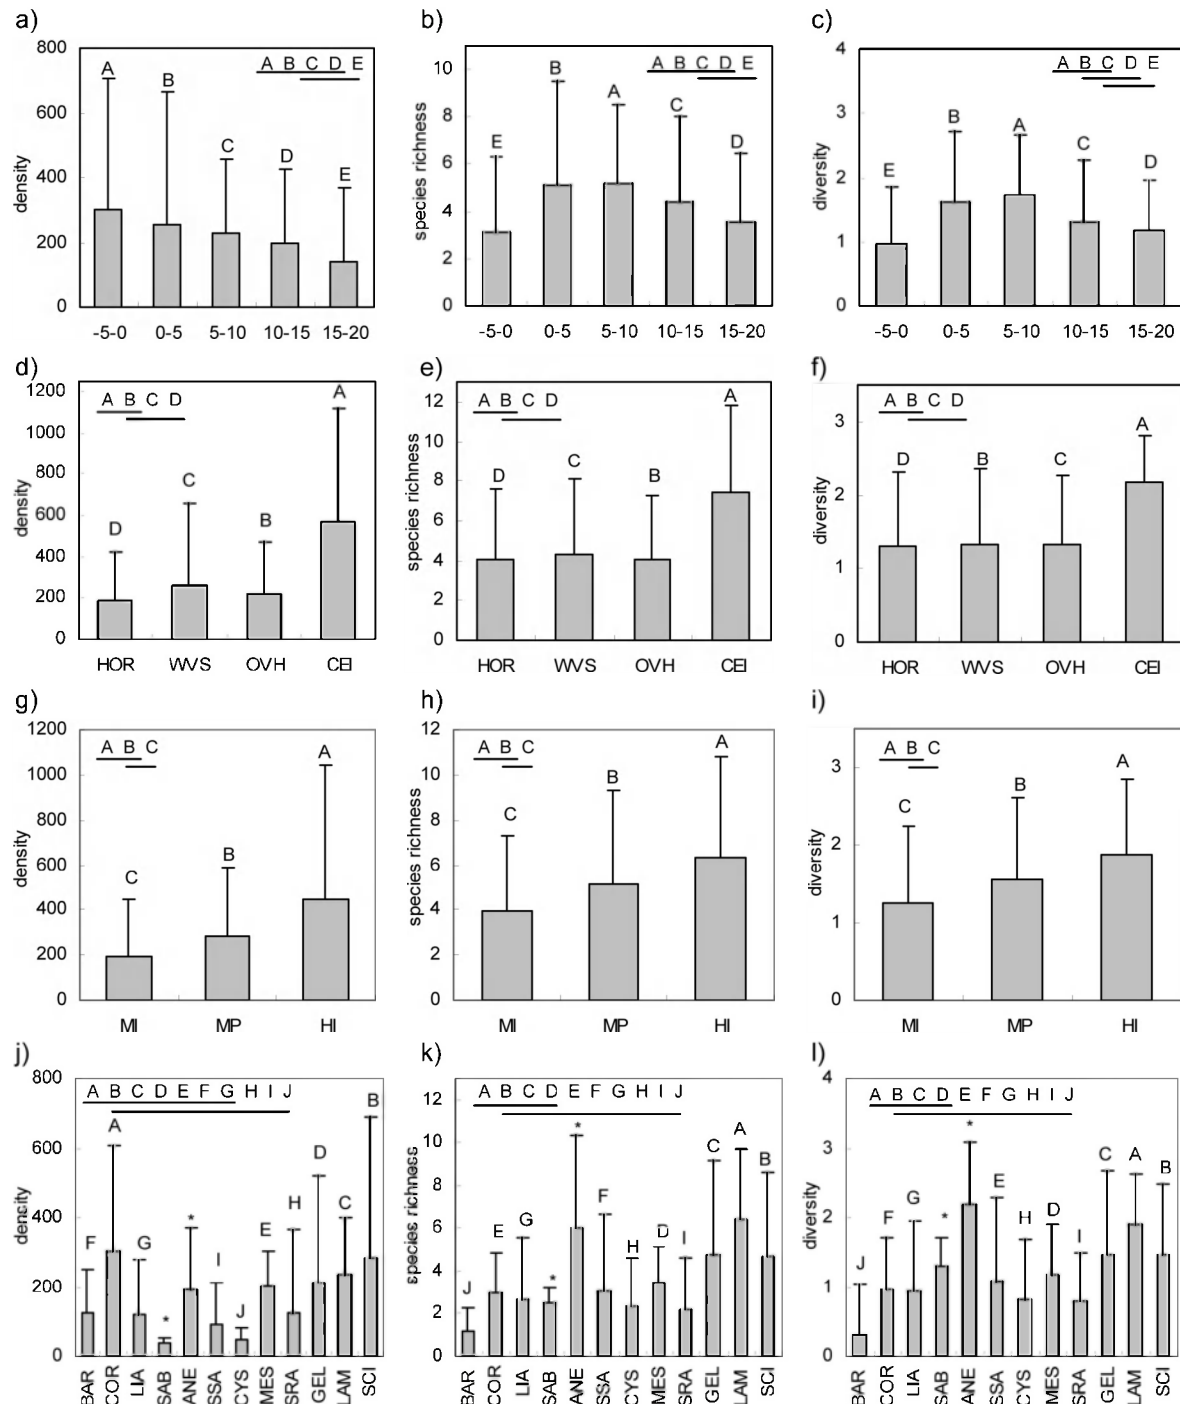 a)
800
600
400
200
0
density
A B C D E
A
B
C
D
E
-5-0 0-5 5-10 10-15 15-20
b)
10
8
6
4
2
0
species richness
A B C D E
E
B
A
C
D
-5-0 0-5 5-10 10-15 15-20
c)
4
3
2
1
0
diversity
A B C D E
E
B
A
C
D
-5-0 0-5 5-10 10-15 15-20
d)
1200
1000
800
600
400
200
0
density
A B C D
D
C
B
A
HOR WVS OVH CEI
e)
12
10
8
6
4
2
0
species richness
A B C D
D
C
B
A
HOR WVS OVH CEI
f)
3
2
1
0
diversity
A B C D
D
B
C
A
HOR WVS OVH CEI
g)
1200
1000
800
600
400
200
0
density
A B C
C
B
A
MI MP HI
h)
12
10
8
6
4
2
0
species richness
A B C
C
B
A
MI MP HI
i)
3
2
1
0
diversity
A B C
C
B
A
MI MP HI
j)
800
600
400
200
0
density
A B C D E F G H I J
F
A
G
*
*
I
J
E
H
D
C
B
BAR COR LIA SAB ANE SSA CYS MES SRA GEL LAM SCI
k)
12
10
8
6
4
2
0
species richness
A B C D E F G H I J
J
E
G
*
*
F
H
D
I
C
A
B
BAR COR LIA SAB ANE SSA CYS MES SRA GEL LAM SCI
l)
4
3
2
1
0
diversity
A B C D E F G H I J
J
F
G
*
*
E
H
D
I
C
A
B
BAR COR LIA SAB ANE SSA CYS MES SRA GEL LAM SCI